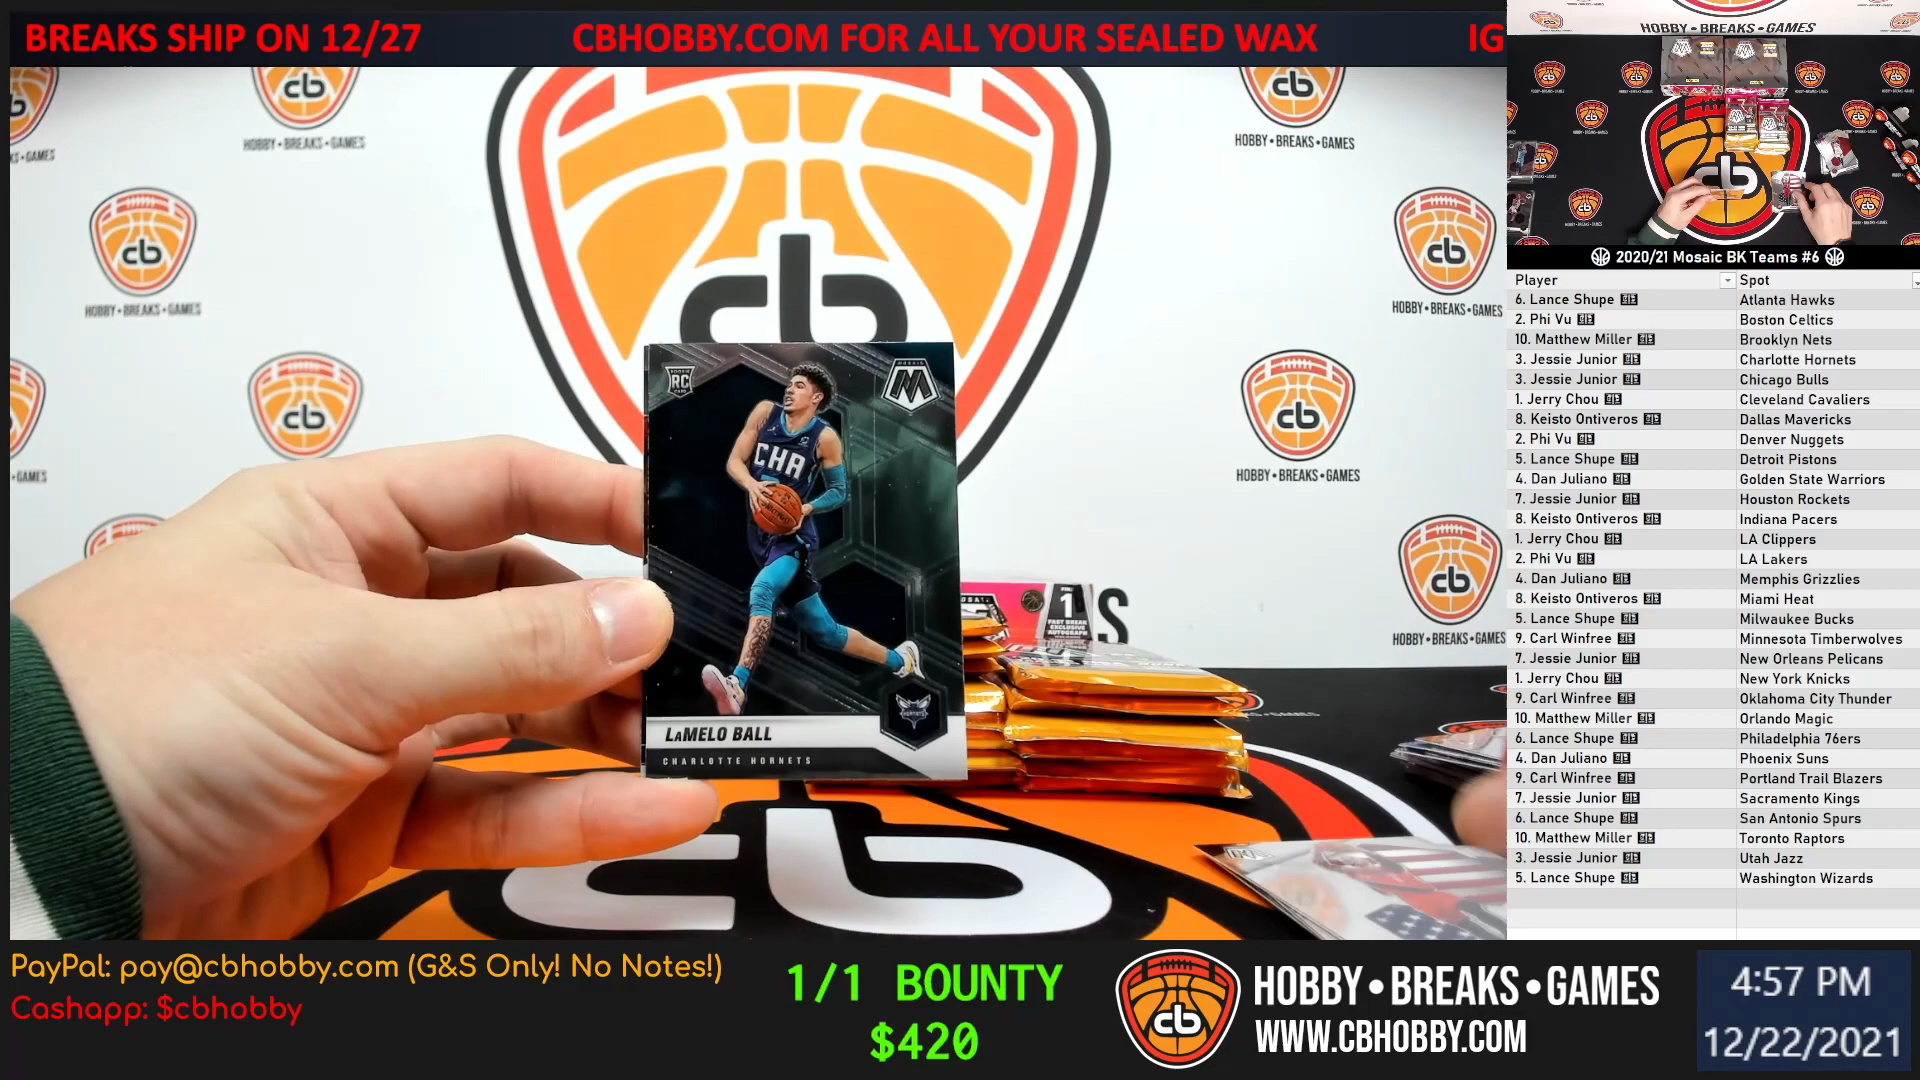 BREAKS SHIP ON 12/27
CBHOBBY.COM FOR ALL YOUR SEALED WAX
IG
HOBBY•BREAKS•GAMES
HOBBY•BREAKS•GAMES
HOBBY•BREAKS•GAMES
HOBBY•BREAKS•GAMES
HOBBY•BREAKS•GAMES
HOBBY•BREAKS•GAMES
cb
RC
MOSAIC
CHA
LAMELO BALL
CHARLOTTE HORNETS
1
FAST BREAK
EXCLUSIVE
AUTOGRAPH
HOBBY•BREAKS•GAMES
2020/21 Mosaic BK Teams #6
Player Spot
6. Lance Shupe Atlanta Hawks
2. Phi Vu Boston Celtics
10. Matthew Miller Brooklyn Nets
3. Jessie Junior Charlotte Hornets
3. Jessie Junior Chicago Bulls
1. Jerry Chou Cleveland Cavaliers
8. Keisto Ontiveros Dallas Mavericks
2. Phi Vu Denver Nuggets
5. Lance Shupe Detroit Pistons
4. Dan Juliano Golden State Warriors
7. Jessie Junior Houston Rockets
8. Keisto Ontiveros Indiana Pacers
1. Jerry Chou LA Clippers
2. Phi Vu LA Lakers
4. Dan Juliano Memphis Grizzlies
8. Keisto Ontiveros Miami Heat
5. Lance Shupe Milwaukee Bucks
9. Carl Winfree Minnesota Timberwolves
7. Jessie Junior New Orleans Pelicans
1. Jerry Chou New York Knicks
9. Carl Winfree Oklahoma City Thunder
10. Matthew Miller Orlando Magic
6. Lance Shupe Philadelphia 76ers
4. Dan Juliano Phoenix Suns
9. Carl Winfree Portland Trail Blazers
7. Jessie Junior Sacramento Kings
6. Lance Shupe San Antonio Spurs
10. Matthew Miller Toronto Raptors
3. Jessie Junior Utah Jazz
5. Lance Shupe Washington Wizards
PayPal: pay@cbhobby.com (G&S Only! No Notes!)
Cashapp: $cbhobby
1/1 BOUNTY
$420
cb
HOBBY•BREAKS•GAMES
WWW.CBHOBBY.COM
4:57 PM
12/22/2021